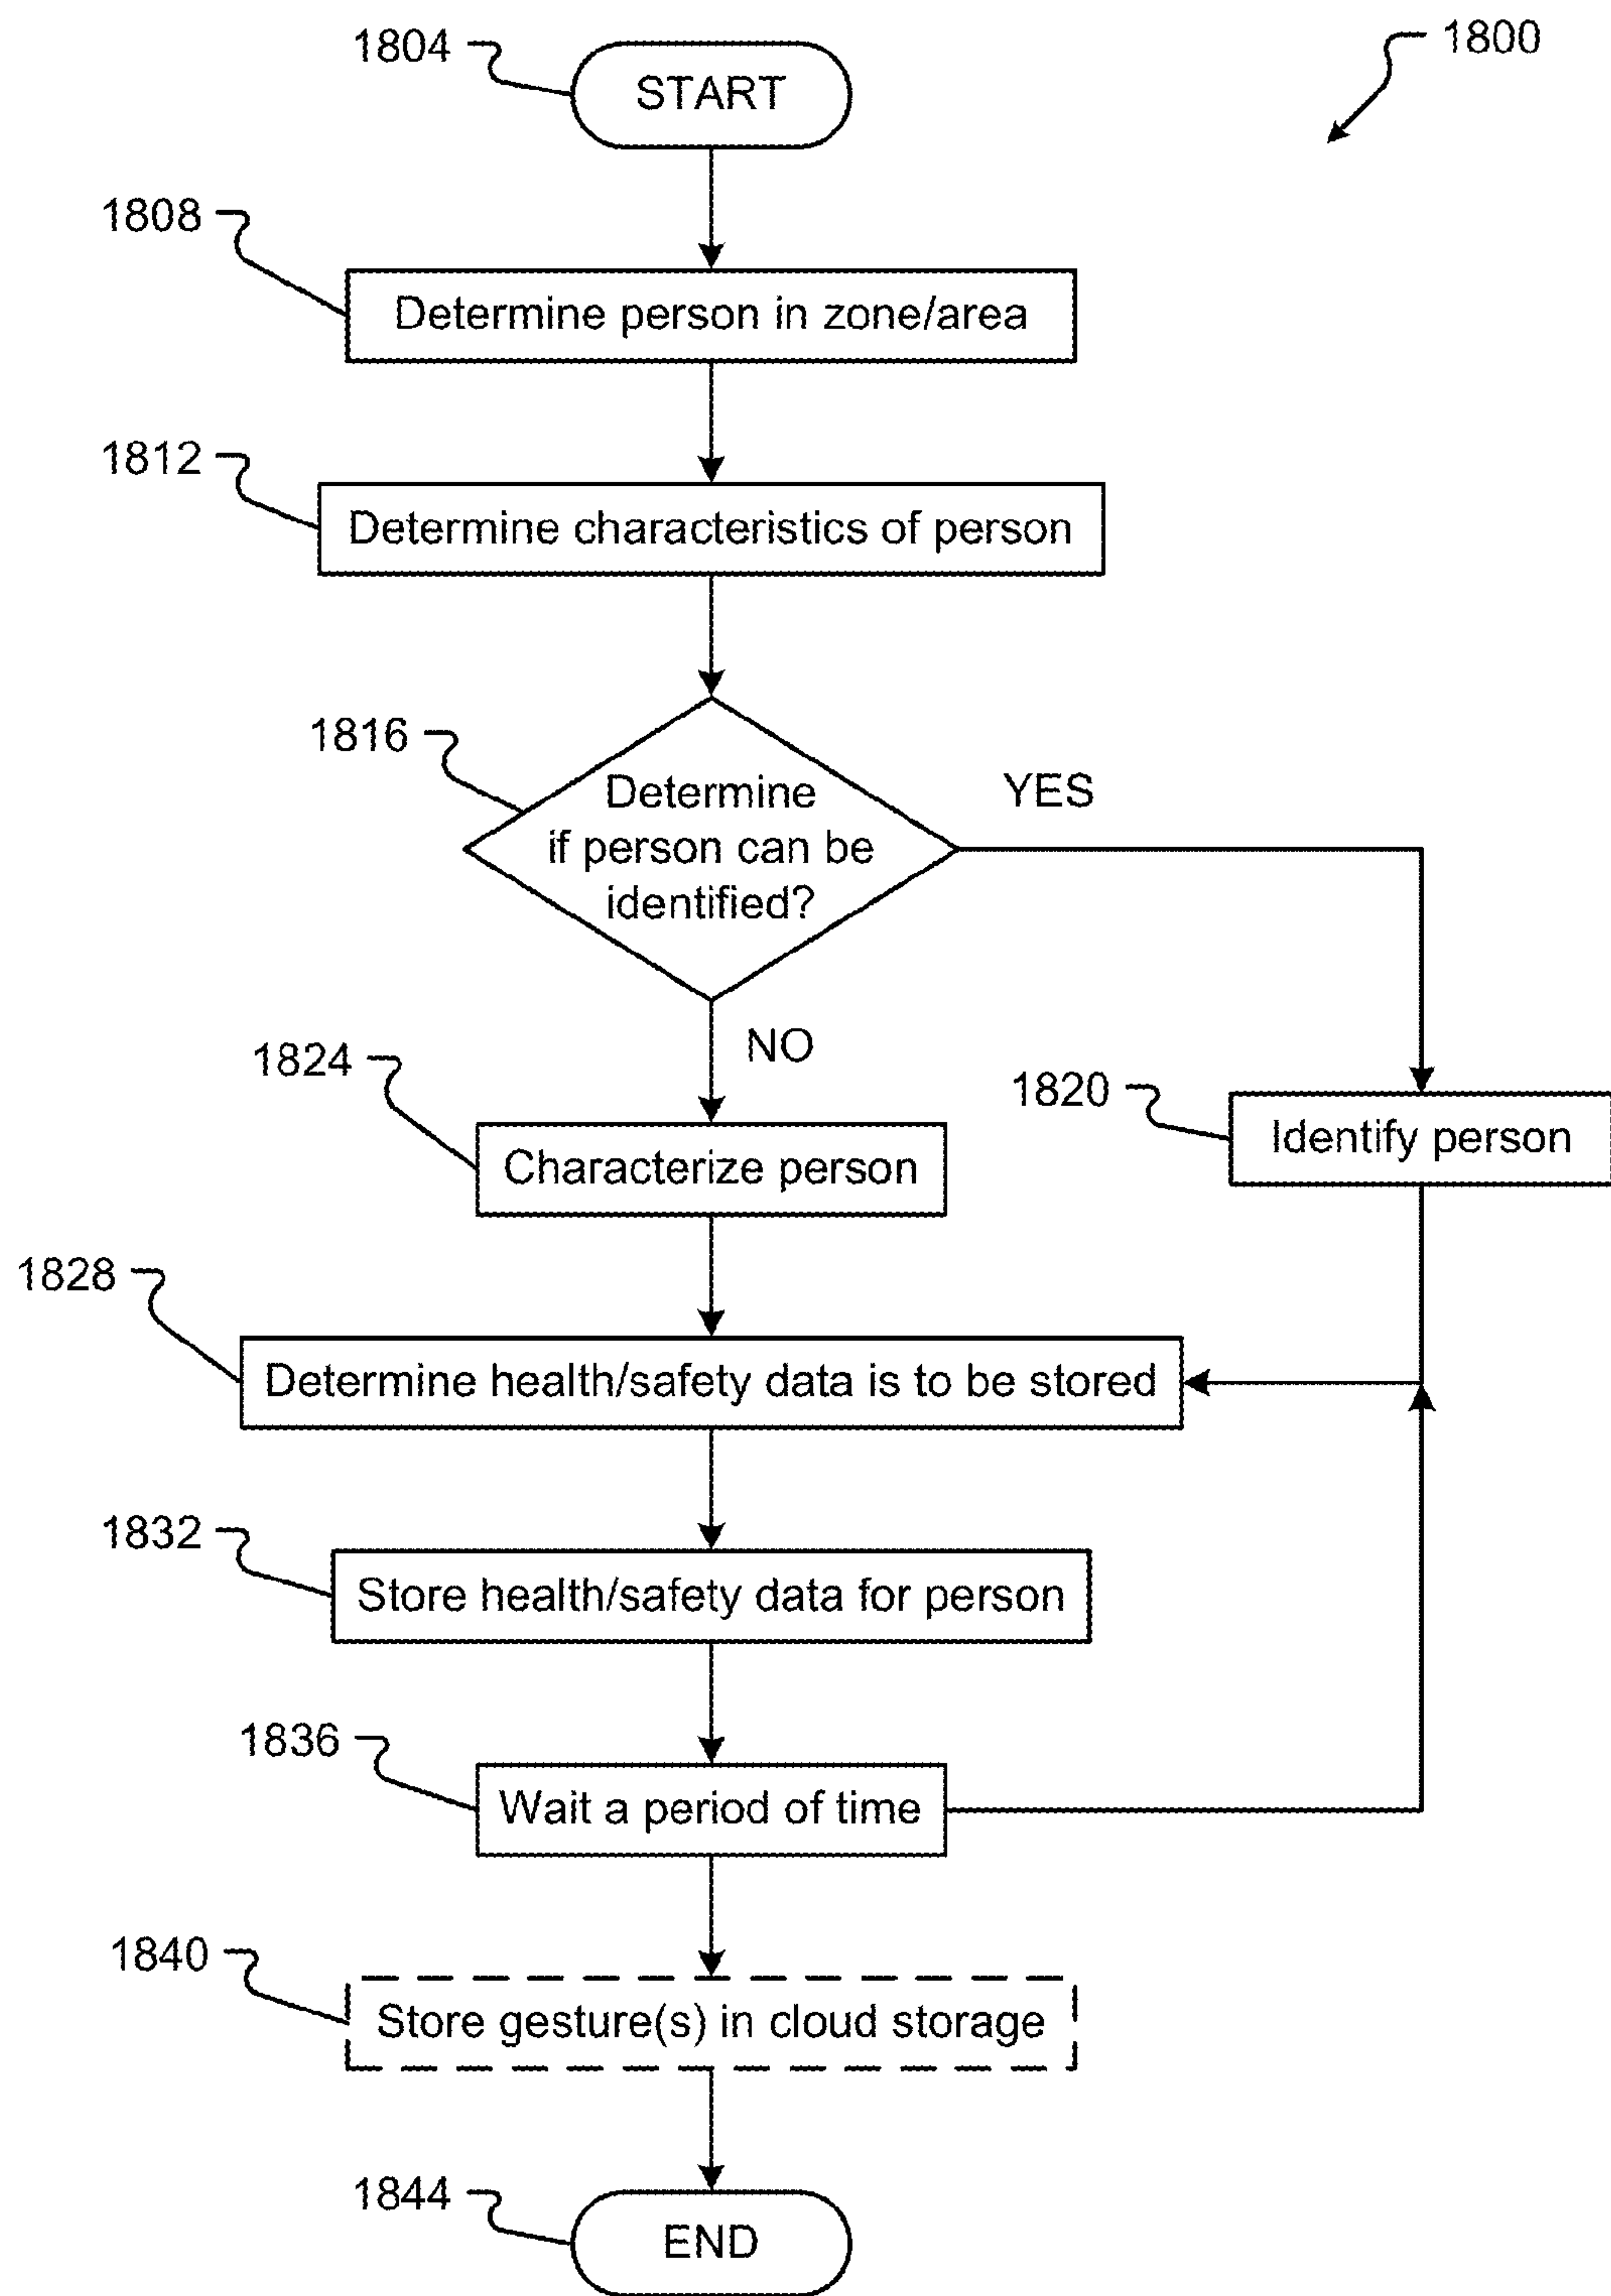 1800
1804
START
1808
Determine person in zone/area
1812
Determine characteristics of person
1816
Determine
if person can be
identified?
YES
NO
1824
Characterize person
1820
Identify person
1828
Determine health/safety data is to be stored
1832
Store health/safety data for person
1836
Wait a period of time
1840
Store gesture(s) in cloud storage
1844
END